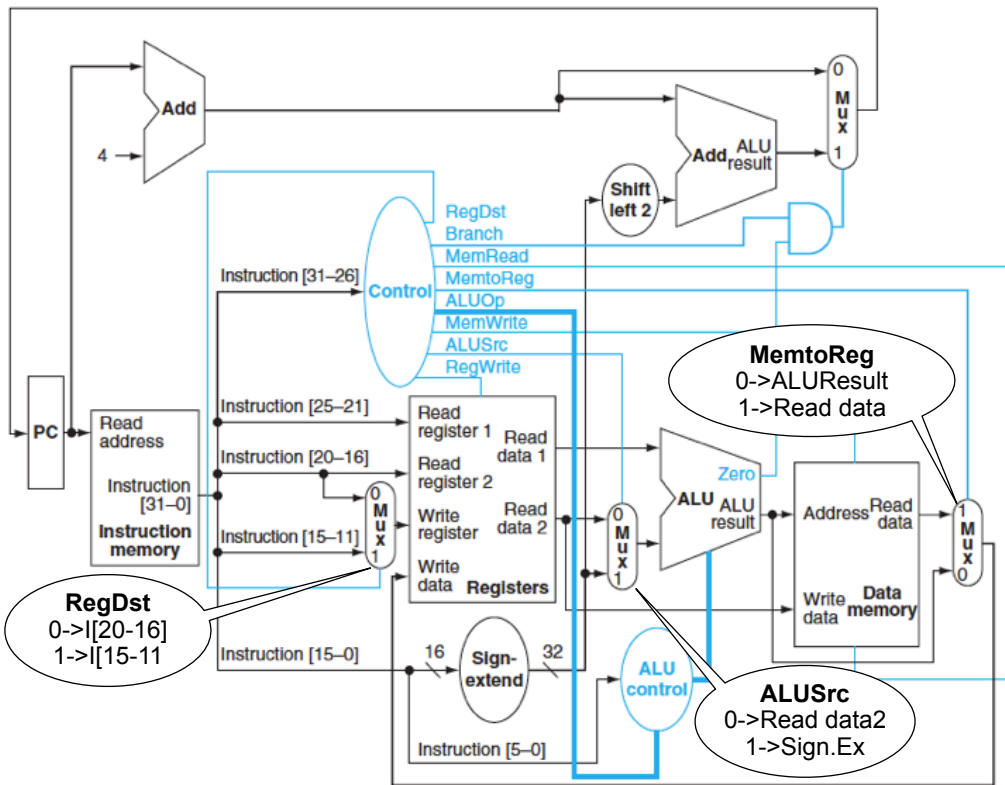 Add
4
0
M
u
x
1
Add
ALU
result
Shift
left 2
RegDst
Branch
MemRead
MemtoReg
ALUOp
MemWrite
ALUSrc
RegWrite
Instruction [31–26]
Control
MemtoReg
0->ALUResult
1->Read data
PC
Read
address
Instruction
[31–0]
Instruction
memory
Instruction [25–21]
Instruction [20–16]
Instruction [15–11]
0
M
u
x
1
Read
register 1
Read
register 2
Write
register
Write
data
Read
data 1
Read
data 2
Registers
0
M
u
x
1
Zero
ALU
ALU
result
Address
Read
data
Write
data
Data
memory
1
M
u
x
0
RegDst
0->I[20-16]
1->I[15-11
Instruction [15–0]
16
Sign-
extend
32
ALU
control
Instruction [5–0]
ALUSrc
0->Read data2
1->Sign.Ex